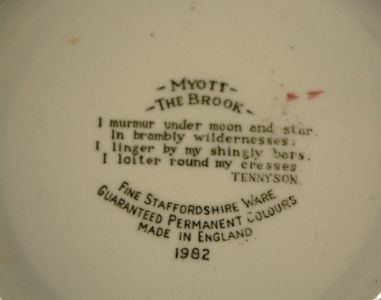 - MYOTT -
- THE BROOK -
I murmur under moon and star
In brambly wildernesses;
I linger by my shingly bars.
I loiter round my cresses
TENNYSON.
FINE STAFFORDSHIRE WARE
GUARANTEED PERMANENT COLOURS
MADE IN ENGLAND
1982